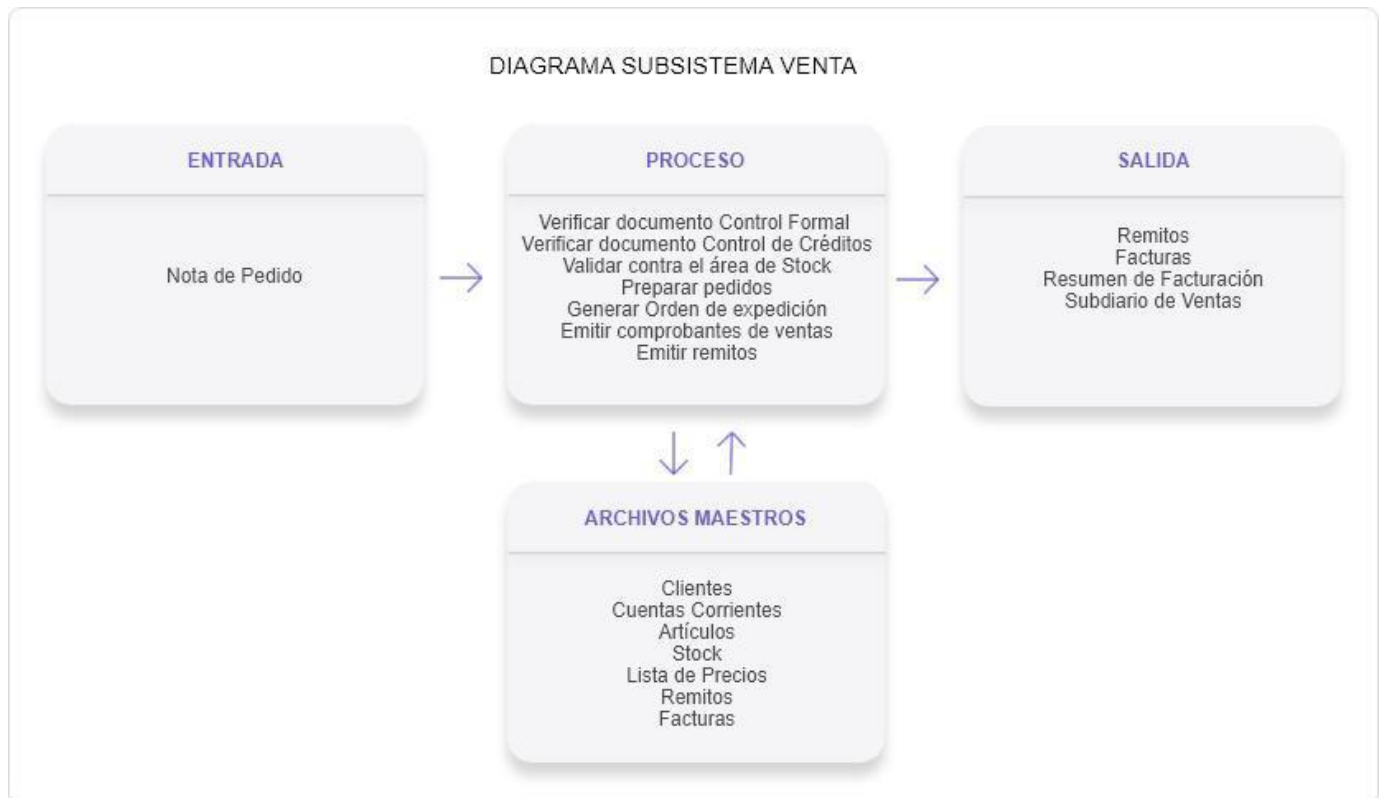 DIAGRAMA SUBSISTEMA VENTA
ENTRADA
Nota de Pedido
PROCESO
Verificar documento Control Formal
Verificar documento Control de Créditos
Validar contra el área de Stock
Preparar pedidos
Generar Orden de expedición
Emitir comprobantes de ventas
Emitir remitos
SALIDA
Remitos
Facturas
Resumen de Facturación
Subdiario de Ventas
ARCHIVOS MAESTROS
Clientes
Cuentas Corrientes
Artículos
Stock
Lista de Precios
Remitos
Facturas